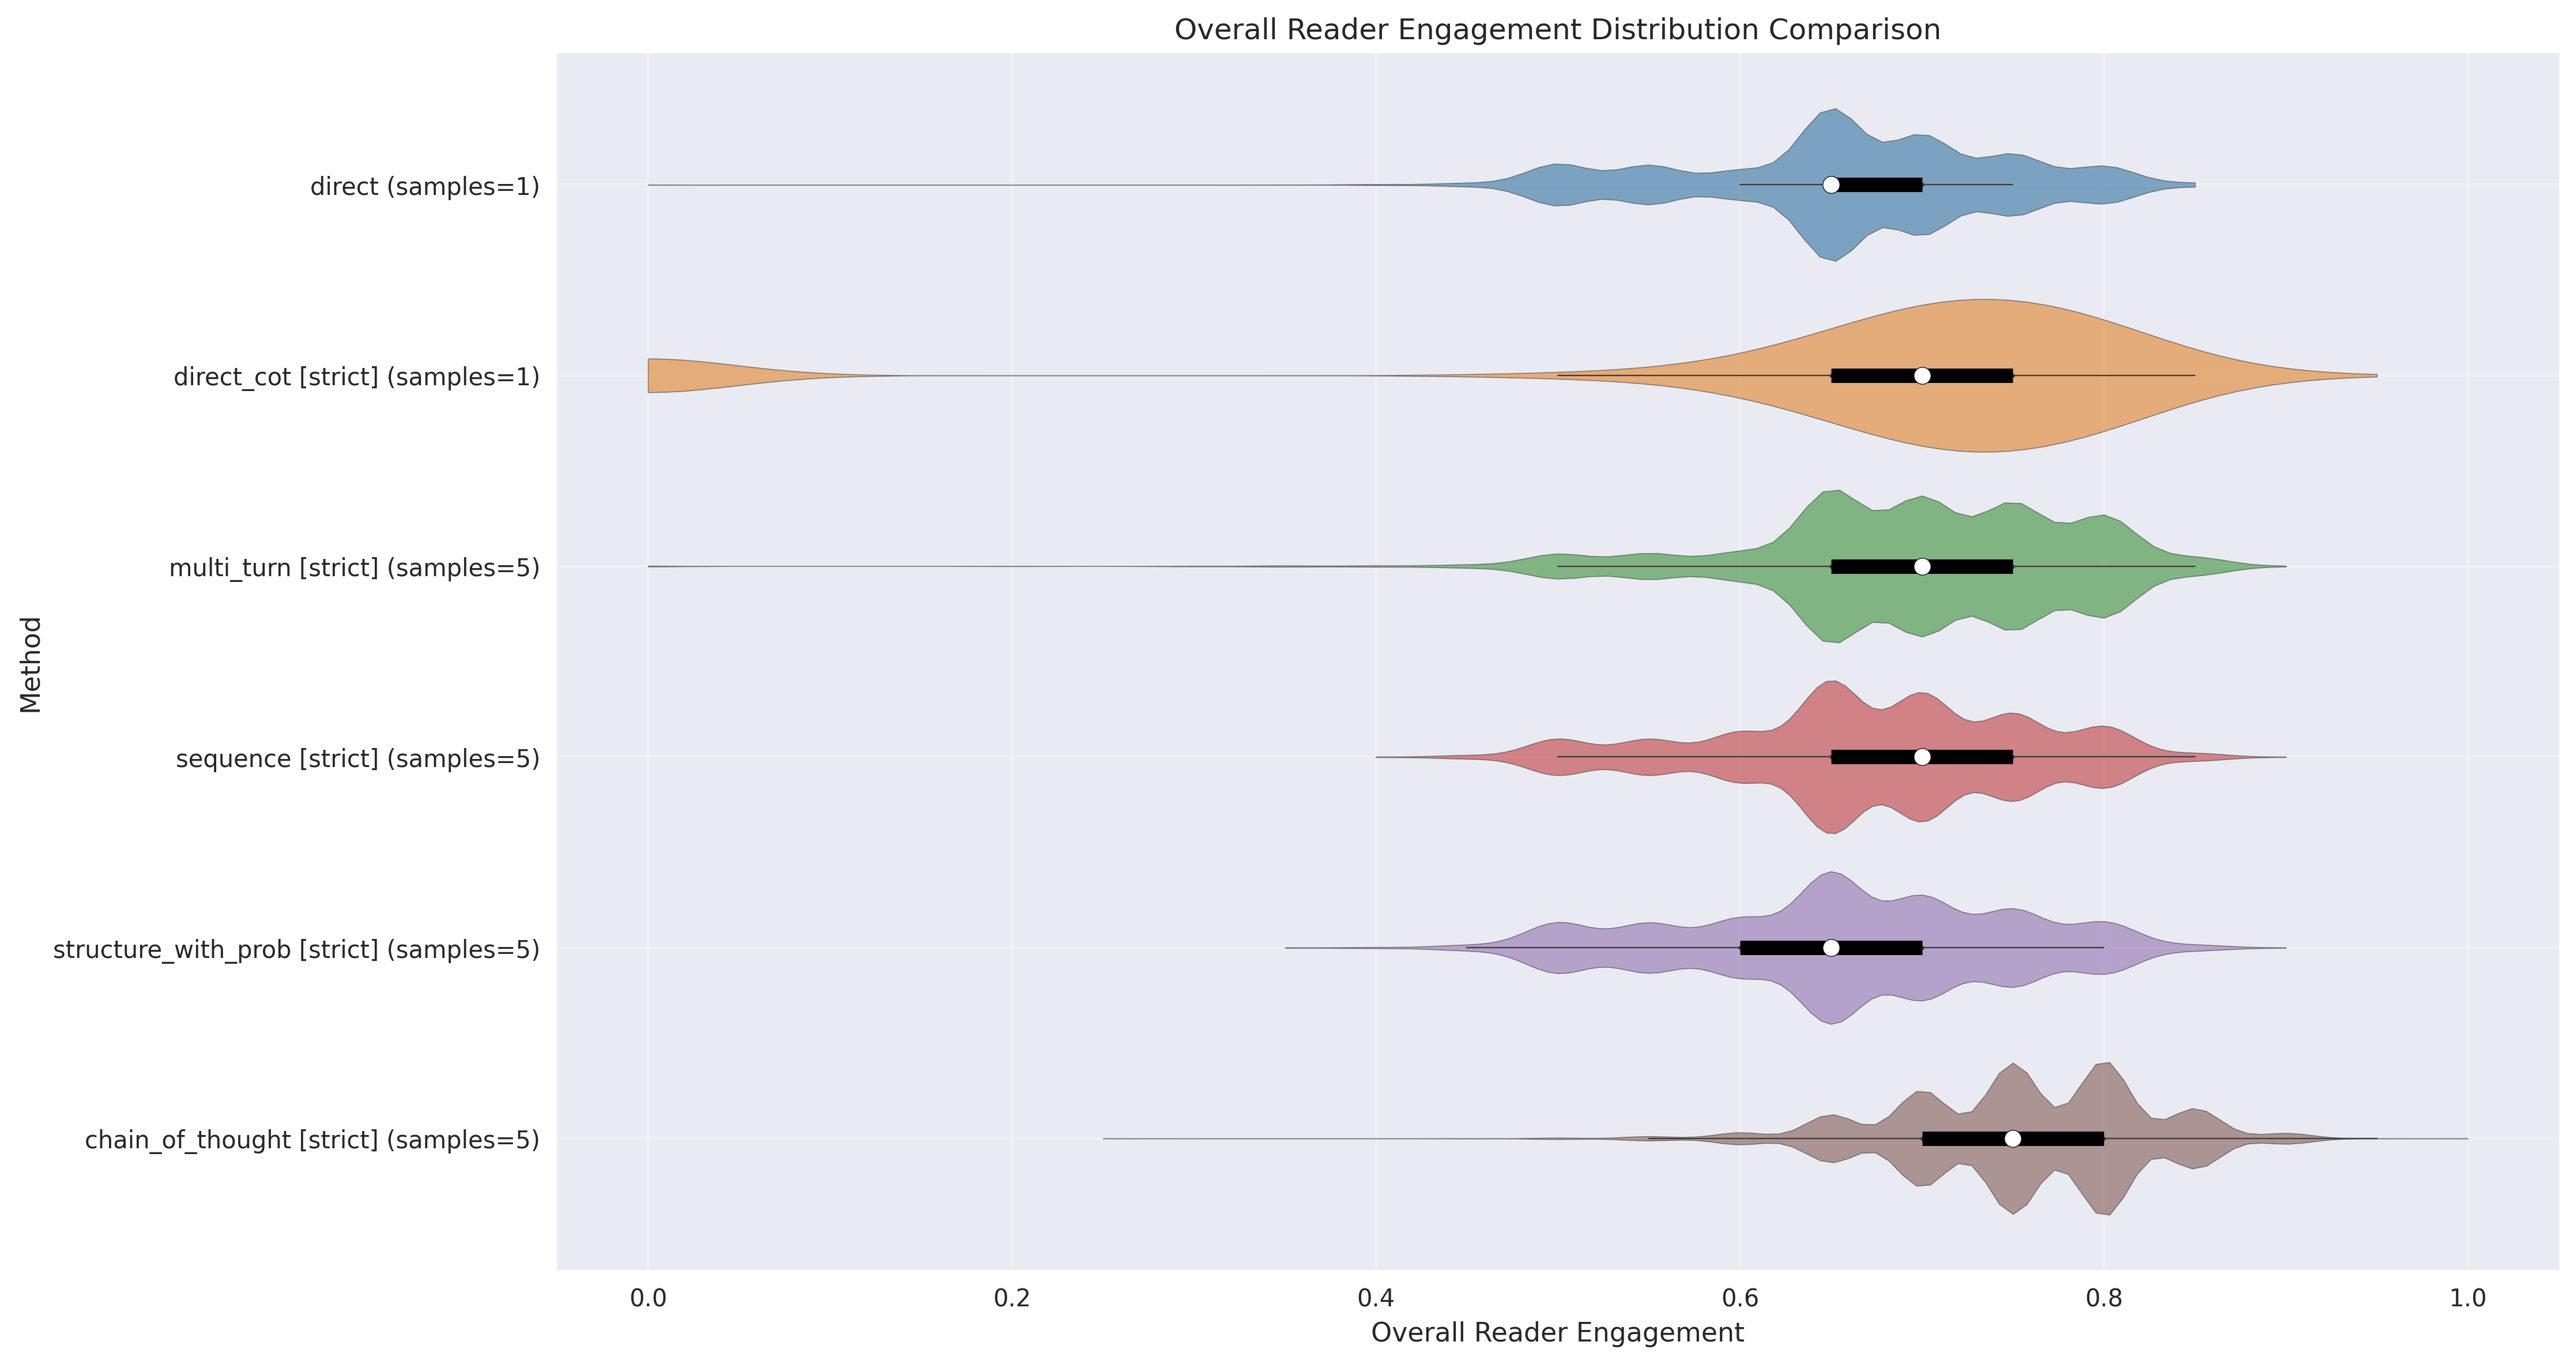 Overall Reader Engagement Distribution Comparison
direct (samples=1)
direct_cot [strict] (samples=1)
multi_turn [strict] (samples=5)
sequence [strict] (samples=5)
structure_with_prob [strict] (samples=5)
chain_of_thought [strict] (samples=5)
Method
0.0 0.2 0.4 0.6 0.8 1.0
Overall Reader Engagement